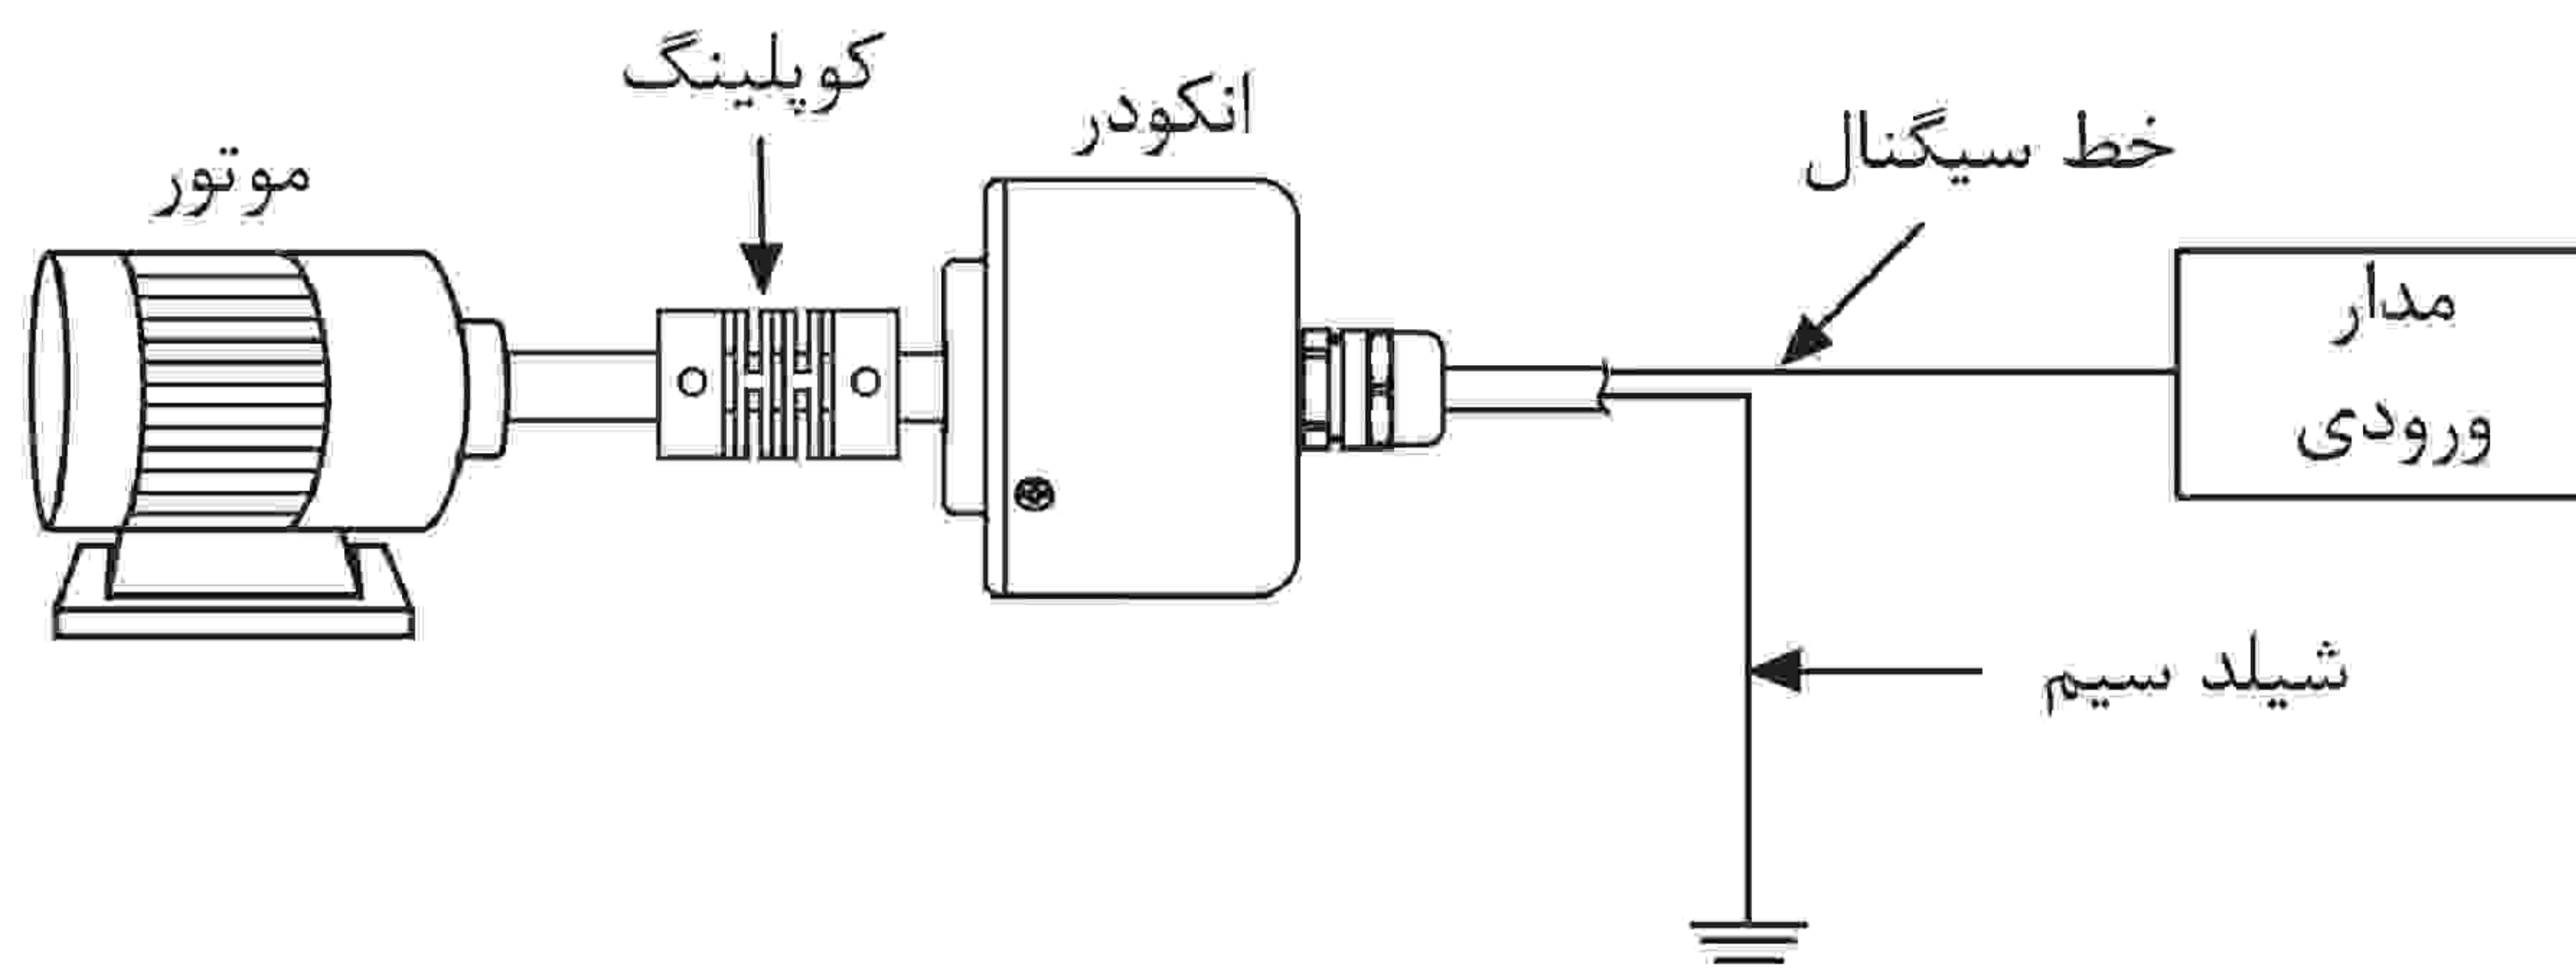 کوپلینگ
انکودر
موتور
خط سیگنال
مدار
ورودی
شیلد سیم